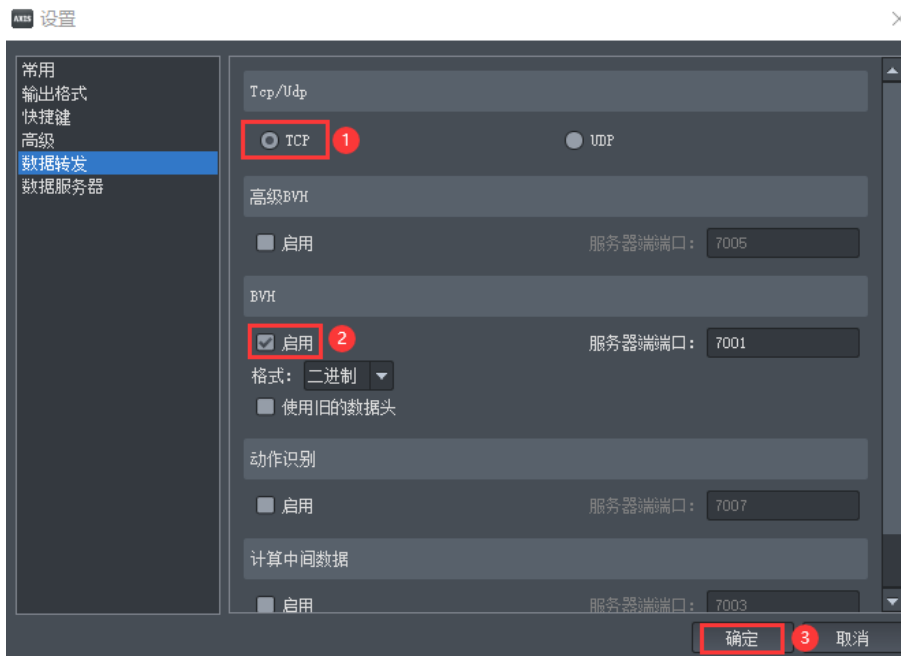 AXIS 设置
常用
输出格式
快捷键
高级
数据转发
数据服务器
Tcp/Udp
TCP 1 UDP
高级BVH
启用 服务器端端口: 7005
BVH
启用 2 服务器端端口: 7001
格式: 二进制
使用旧的数据头
动作识别
启用 服务器端端口: 7007
计算中间数据
启用 服务器端端口: 7003
确定 3 取消